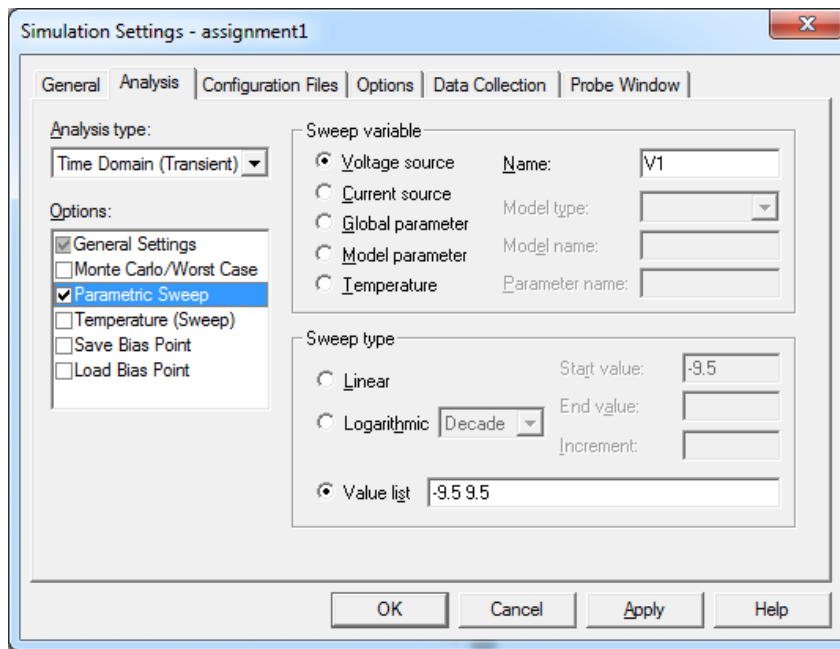 Simulation Settings - assignment1
General
Analysis
Configuration Files
Options
Data Collection
Probe Window
Analysis type:
Time Domain (Transient)
Options:
General Settings
Monte Carlo/Worst Case
Parametric Sweep
Temperature (Sweep)
Save Bias Point
Load Bias Point
Sweep variable
Voltage source
Current source
Global parameter
Model parameter
Temperature
Name:
V1
Model type:
Model name:
Parameter name:
Sweep type
Linear
Logarithmic
Decade
Value list
-9.5 9.5
Start value:
-9.5
End value:
Increment:
OK
Cancel
Apply
Help